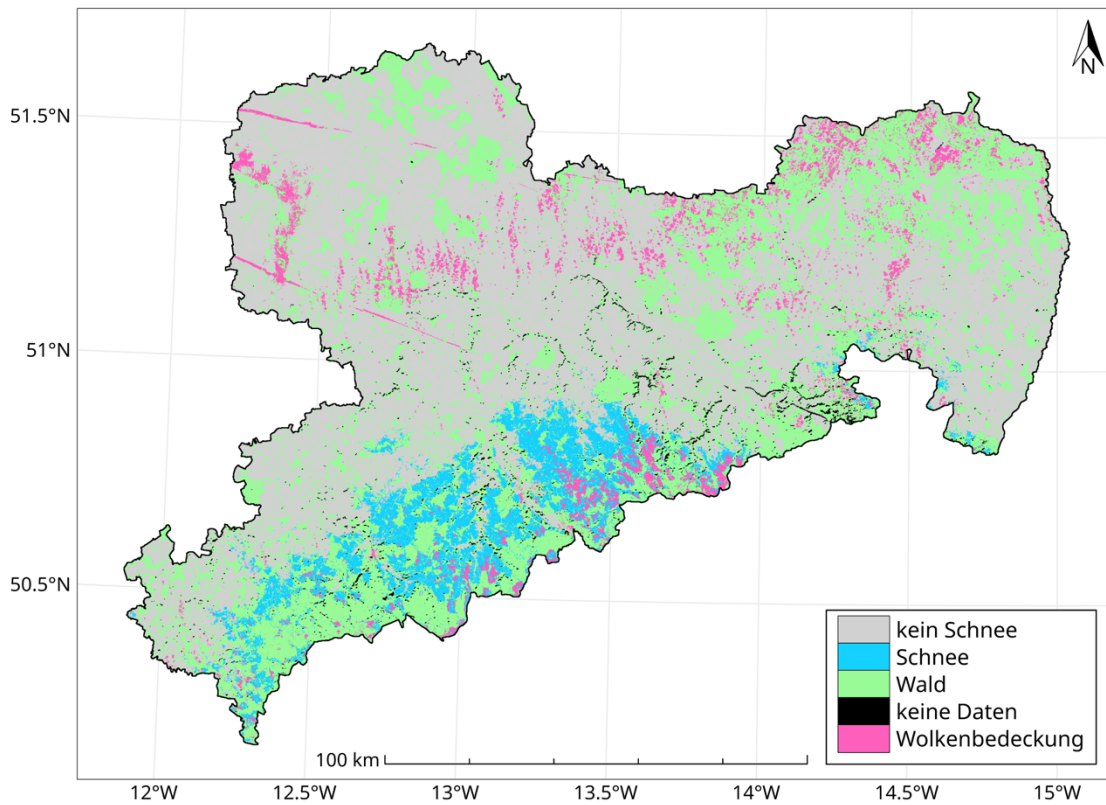 N
51.5°N
51°N
50.5°N
kein Schnee
Schnee
Wald
keine Daten
Wolkenbedeckung
100 km
12°W
12.5°W
13°W
13.5°W
14°W
14.5°W
15°W